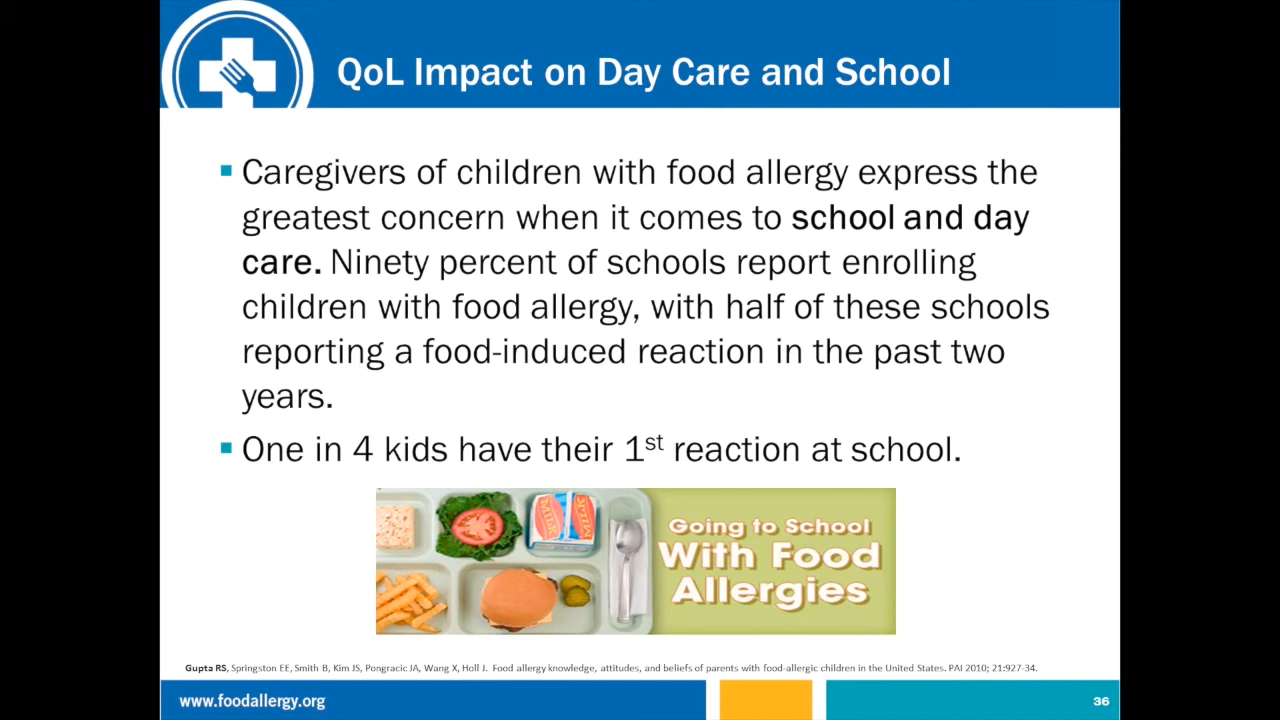 QoL Impact on Day Care and School
▪ Caregivers of children with food allergy express the
greatest concern when it comes to school and day
care. Ninety percent of schools report enrolling
children with food allergy, with half of these schools
reporting a food-induced reaction in the past two
years.
▪ One in 4 kids have their 1st reaction at school.
MILK
MILK
Going to School
With Food
Allergies
Gupta RS, Springston EE, Smith B, Kim JS, Pongracic JA, Wang X, Holl J. Food allergy knowledge, attitudes, and beliefs of parents with food-allergic children in the United States. PAI 2010; 21:927-34.
www.foodallergy.org
36